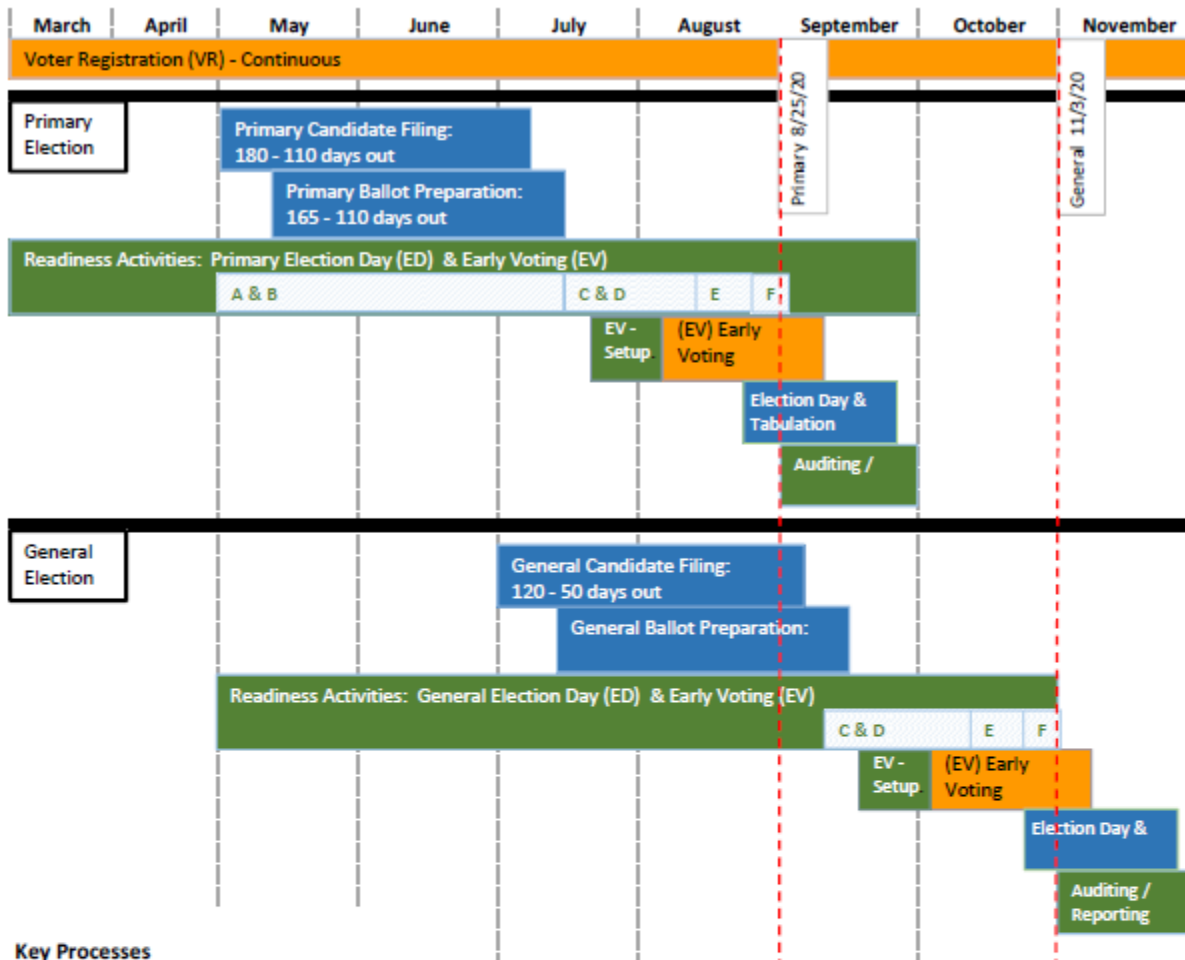 March April May June July August September October November
Voter Registration (VR) - Continuous
Primary 8/25/20
General 11/3/20
Primary
Election
Primary Candidate Filing:
180 - 110 days out
Primary Ballot Preparation:
165 - 110 days out
Readiness Activities: Primary Election Day (ED) & Early Voting (EV)
A & B C & D E F
EV -
Setup.
(EV) Early
Voting
Election Day &
Tabulation
Auditing /
General
Election
General Candidate Filing:
120 - 50 days out
General Ballot Preparation:
Readiness Activities: General Election Day (ED) & Early Voting (EV)
C & D E F
EV -
Setup.
(EV) Early
Voting
Election Day &
Auditing /
Reporting
Key Processes